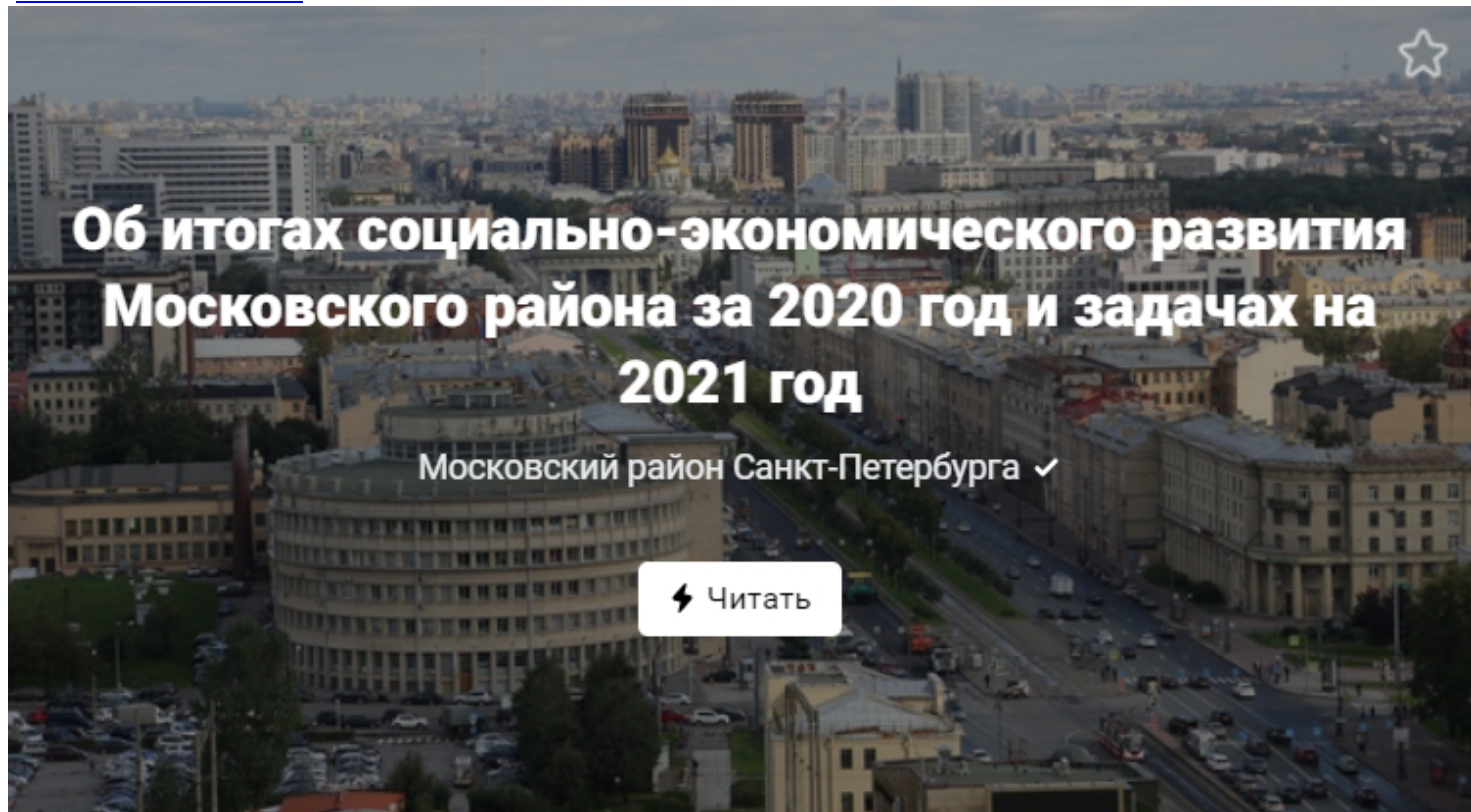 Об итогах социально-экономического развития
Московского района за 2020 год и задачах на
2021 год
Московский район Санкт-Петербурга
Читать